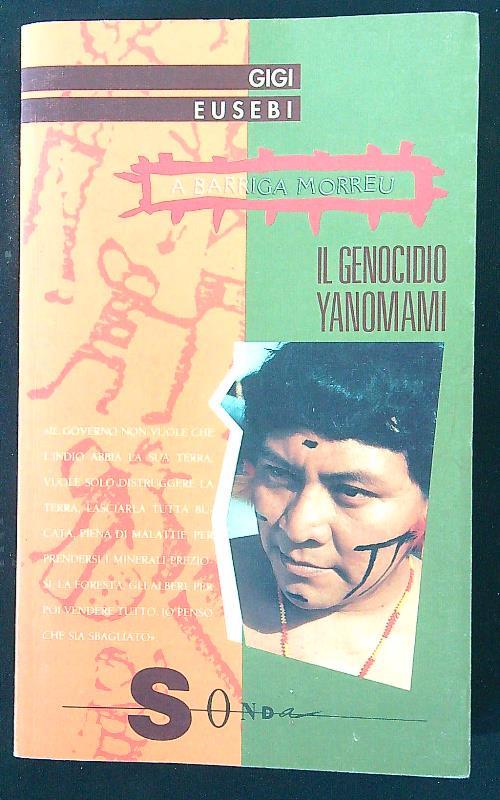 GIGI
EUSEBI
A BARRIGA MORREU
IL GENOCIDIO
YANOMAMI
«IL GOVERNO NON VUOLE CHE
L'INDIO ABBIA LA SUA TERRA,
VUOLE SOLO DISTRUGGERE LA
TERRA, LASCIARLA TUTTA BU-
CATA, PIENA DI MALATTIE, PER
PRENDERSI I MINERALI PREZIO-
SI, LA FORESTA, GLI ALBERI, PER
POI VENDERE TUTTO. IO PENSO
CHE SIA SBAGLIATO»
SONDA